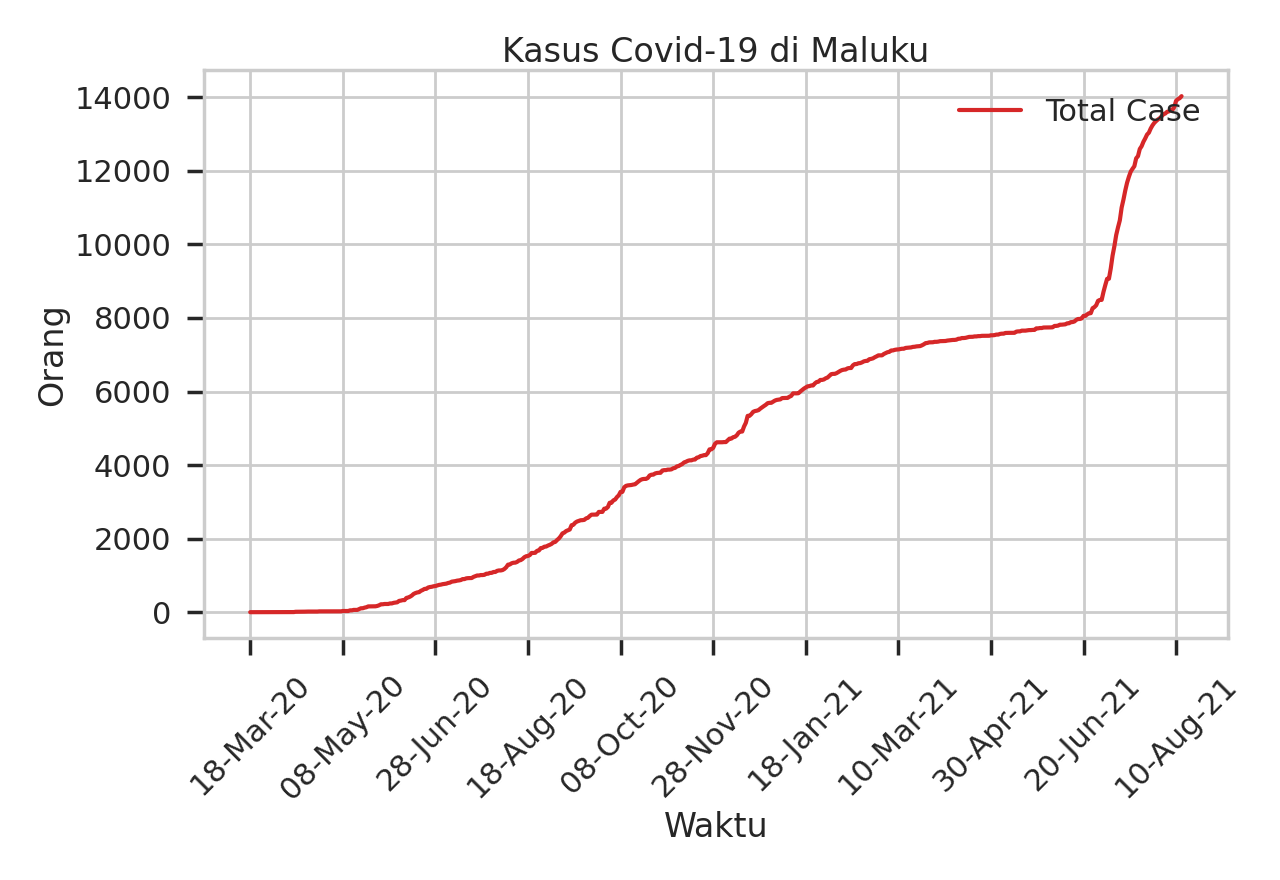 Kasus Covid-19 di Maluku
Total Case
14000
12000
10000
8000
6000
4000
2000
0
Orang
18-Mar-20
08-May-20
28-Jun-20
18-Aug-20
08-Oct-20
28-Nov-20
18-Jan-21
10-Mar-21
30-Apr-21
20-Jun-21
10-Aug-21
Waktu